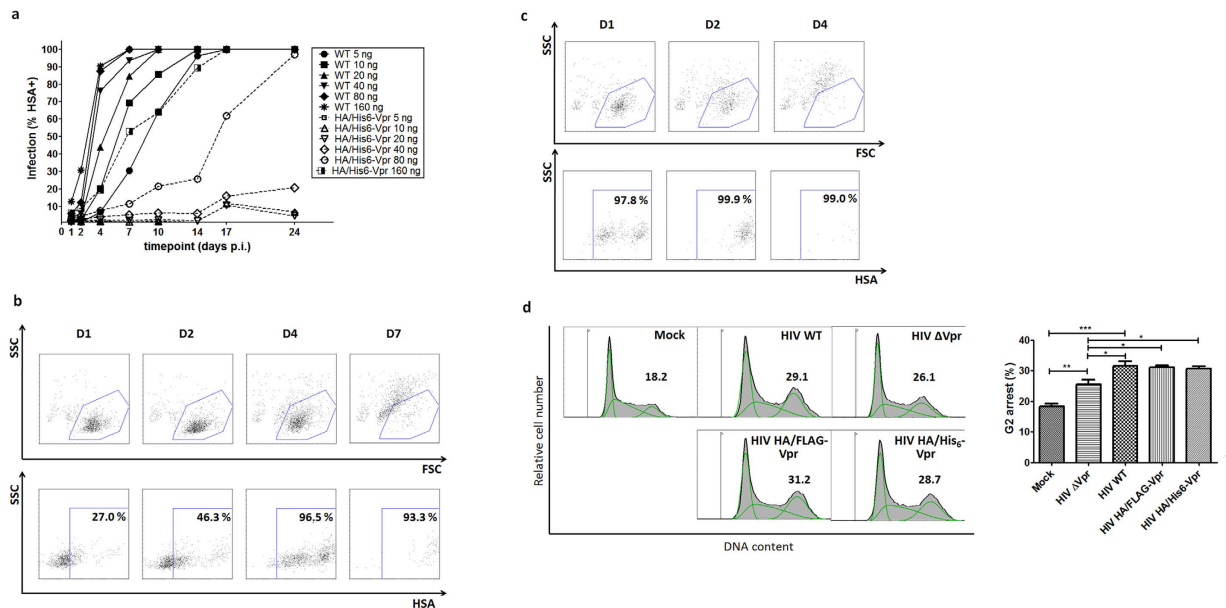 a
Infection (% HSA+)
100
90
80
70
60
50
40
30
20
10
0 1 2 4 7 10 14 17 24
timepoint (days p.i.)
WT 5 ng
WT 10 ng
WT 20 ng
WT 40 ng
WT 80 ng
WT 160 ng
HA/His6-Vpr 5 ng
HA/His6-Vpr 10 ng
HA/His6-Vpr 20 ng
HA/His6-Vpr 40 ng
HA/His6-Vpr 80 ng
HA/His6-Vpr 160 ng
b
D1 D2 D4 D7
SSC
FSC
SSC
27.0 % 46.3 % 96,5 % 93.3 %
HSA
c
D1 D2 D4
SSC
FSC
SSC
97.8 % 99.9 % 99.0 %
HSA
d
Relative cell number
Mock
18.2
HIV WT
29.1
HIV ΔVpr
26.1
HIV HA/FLAG-
Vpr
31.2
HIV HA/His6-
Vpr
28.7
DNA content
G2 arrest (%)
40
30
20
10
0
***
*
*
*
**
Mock
HIV ΔVpr
HIV WT
HIV HA/FLAG-Vpr
HIV HA/His6-Vpr